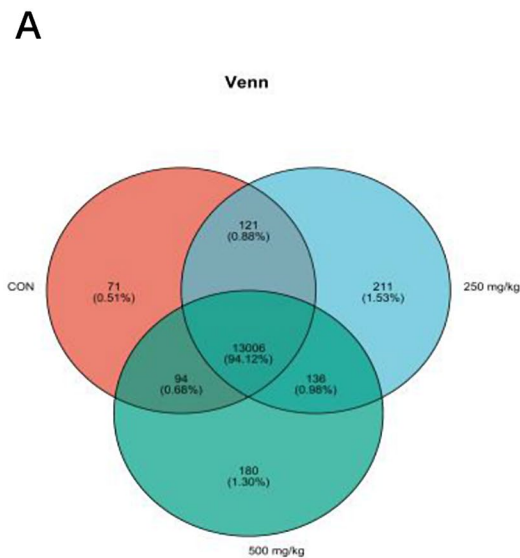 A
Venn
121
(0.88%)
CON
71
(0.51%)
211
(1.53%)
250 mg/kg
13006
(94.12%)
94
(0.68%)
136
(0.98%)
180
(1.30%)
500 mg/kg